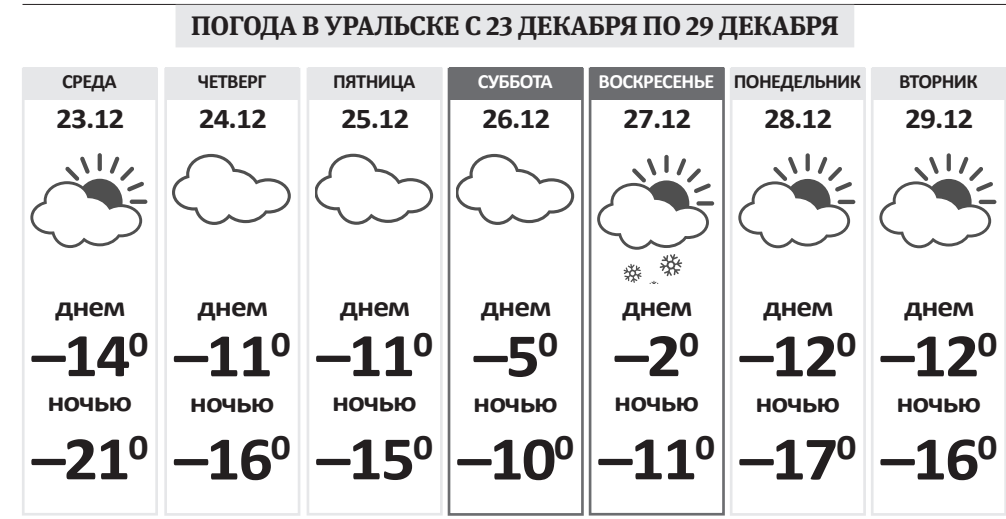 ПОГОДА В УРАЛЬСКЕ С 23 ДЕКАБРЯ ПО 29 ДЕКАБРЯ
СРЕДА ЧЕТВЕРГ ПЯТНИЦА СУББОТА ВОСКРЕСЕНЬЕ ПОНЕДЕЛЬНИК ВТОРНИК
23.12 24.12 25.12 26.12 27.12 28.12 29.12
днем днем днем днем днем днем днем
–14⁰ –11⁰ –11⁰ –5⁰ –2⁰ –12⁰ –12⁰
ночью ночью ночью ночью ночью ночью ночью
–21⁰ –16⁰ –15⁰ –10⁰ –11⁰ –17⁰ –16⁰